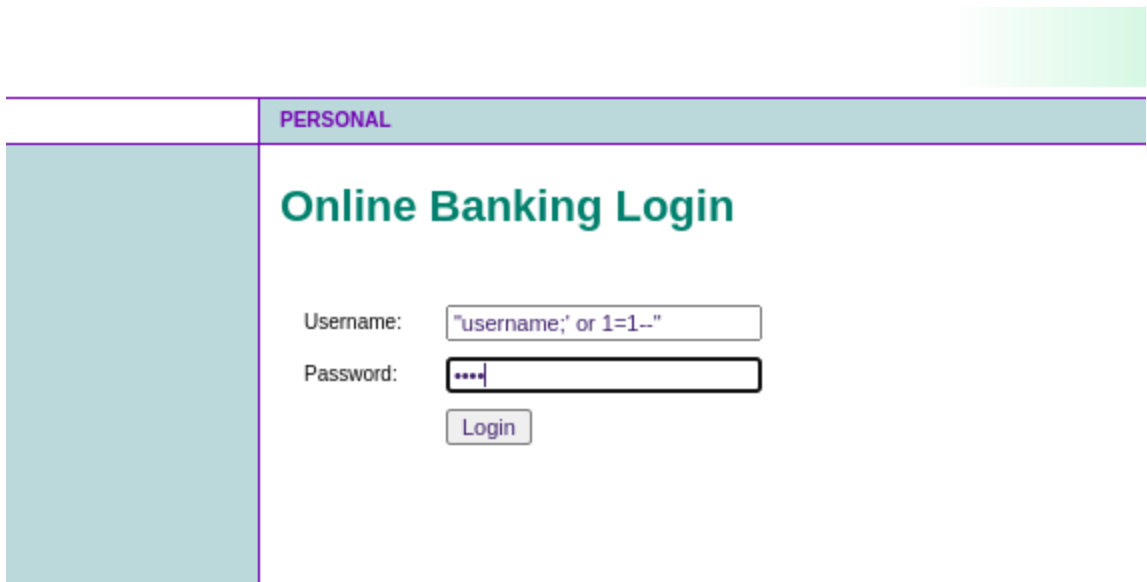 PERSONAL
Online Banking Login
Username: "username;' or 1=1--"
Password: ••••
Login